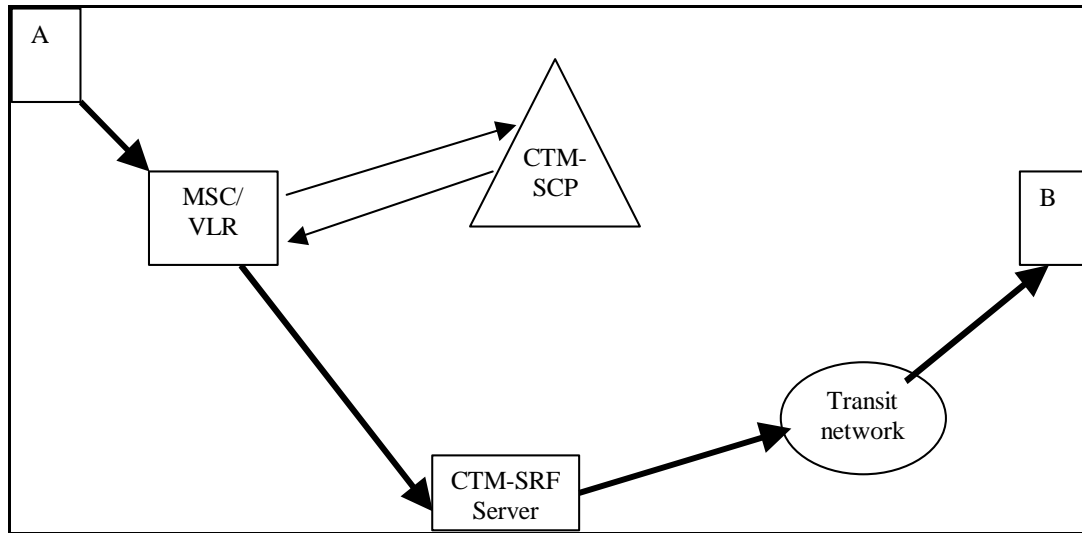 A
MSC/
VLR
CTM-
SCP
B
Transit
network
CTM-SRF
Server